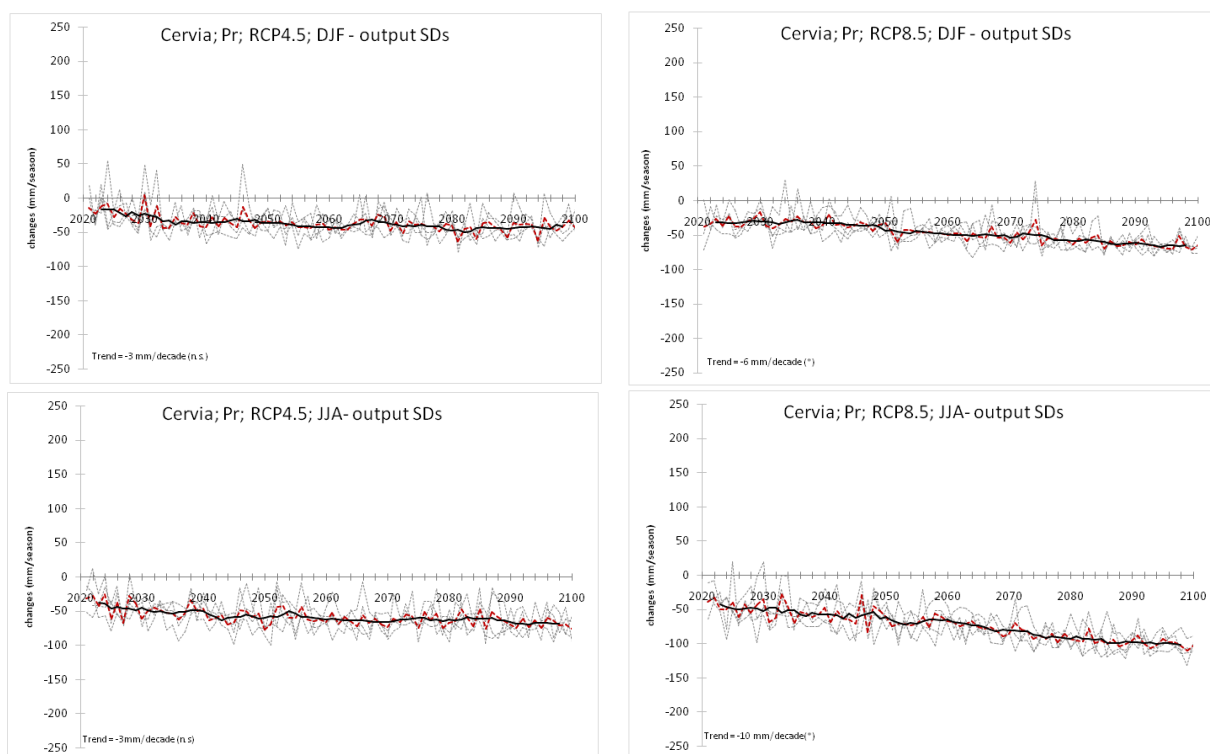 Cervia; Pr; RCP4.5; DJF - output SDs
250
200
150
100
50
0
-50
-100
-150
-200
-250
changes (mm/season)
2020 2030 2040 2050 2060 2070 2080 2090 2100
Trend = -3 mm/decade (n.s.)
Cervia; Pr; RCP8.5; DJF - output SDs
250
200
150
100
50
0
-50
-100
-150
-200
-250
changes (mm/season)
2020 2030 2040 2050 2060 2070 2080 2090 2100
Trend = -6 mm/decade (*)
Cervia; Pr; RCP4.5; JJA- output SDs
250
200
150
100
50
0
-50
-100
-150
-200
-250
changes (mm/season)
2020 2030 2040 2050 2060 2070 2080 2090 2100
Trend = -3mm/decade (n.s)
Cervia; Pr; RCP8.5; JJA- output SDs
250
200
150
100
50
0
-50
-100
-150
-200
-250
changes (mm/season)
2020 2030 2040 2050 2060 2070 2080 2090 2100
Trend = -10 mm/decade(*)